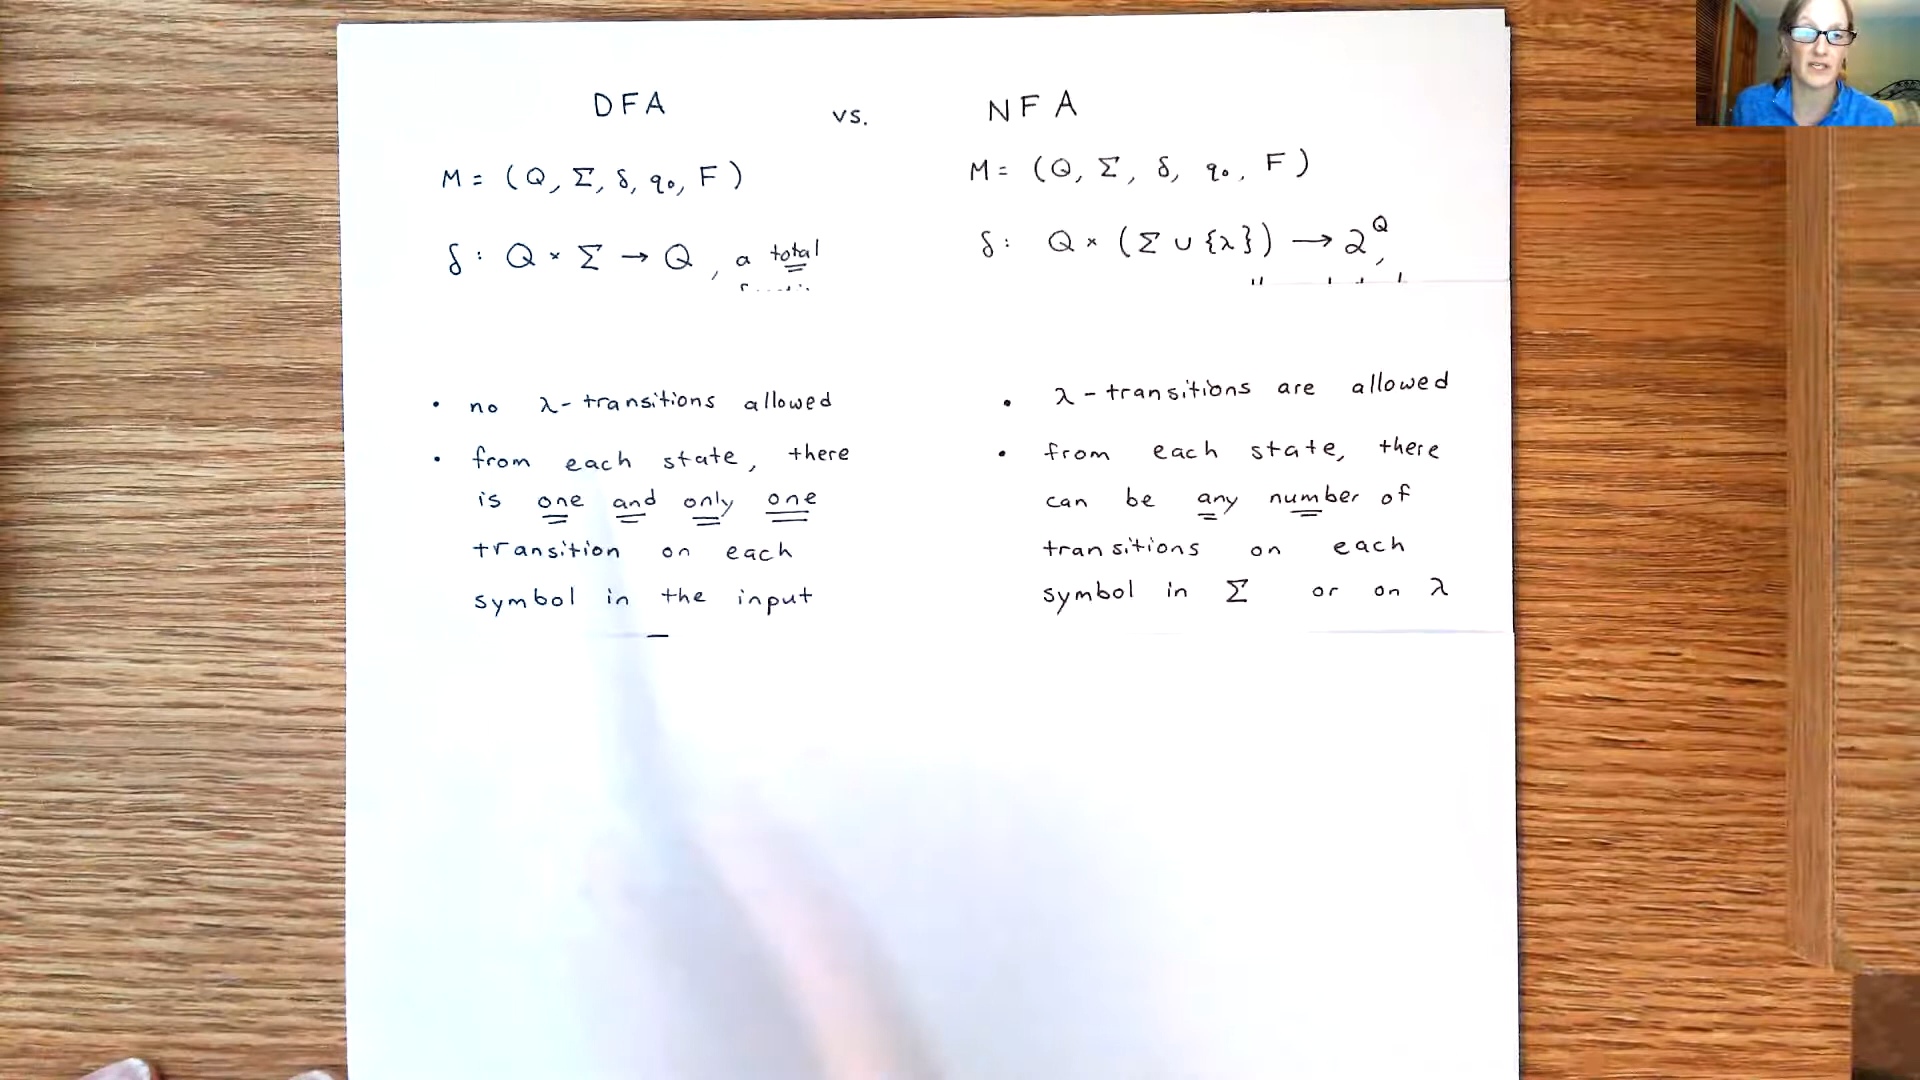 DFA vs. NFA
M = (Q, Σ, δ, q₀, F)
δ : Q × Σ → Q, a total
• no λ-transitions allowed
• from each state, there
is one and only one
transition on each
symbol in the input
M = (Q, Σ, δ, q₀, F)
δ : Q × (Σ ∪ {λ}) → 2^Q,
• λ-transitions are allowed
• from each state, there
can be any number of
transitions on each
symbol in Σ or on λ